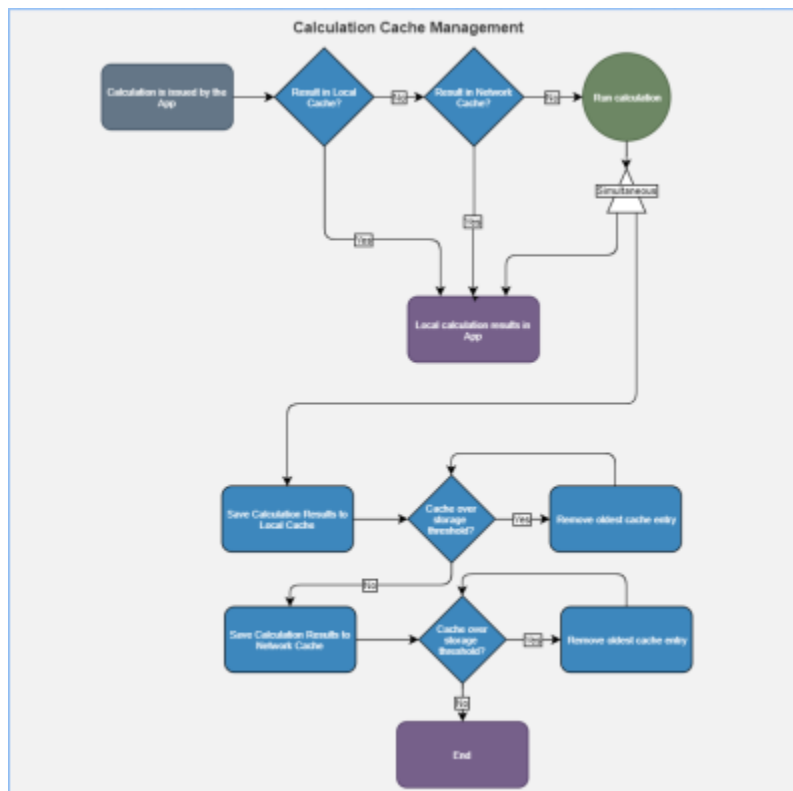 Calculation Cache Management
Calculation is issued by the
App
Result in Local
Cache?
No
Result in Network
Cache?
No
Run calculation
Simultaneous
Yes
Yes
Local calculation results in
App
Save Calculation Results to
Local Cache
Cache over
storage
threshold?
Yes
Remove oldest cache entry
No
Save Calculation Results to
Network Cache
Cache over
storage
threshold?
Yes
Remove oldest cache entry
No
End